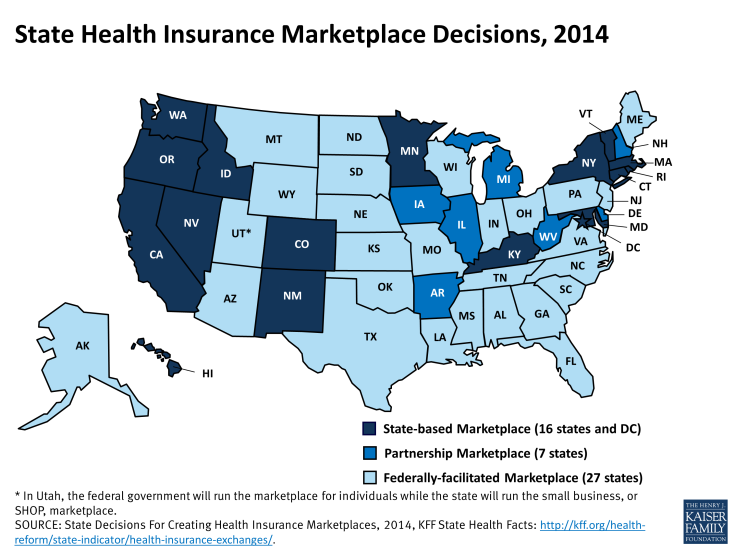 State Health Insurance Marketplace Decisions, 2014
WA
OR
CA
NV
ID
MT
WY
UT*
CO
AZ
NM
ND
SD
NE
KS
OK
TX
MN
IA
MO
AR
LA
WI
IL
MI
IN
OH
KY
TN
MS
AL
GA
FL
SC
NC
VA
WV
PA
NY
VT
ME
NH
MA
RI
CT
NJ
DE
MD
DC
AK
HI
State-based Marketplace (16 states and DC)
Partnership Marketplace (7 states)
Federally-facilitated Marketplace (27 states)
* In Utah, the federal government will run the marketplace for individuals while the state will run the small business, or
SHOP, marketplace.
SOURCE: State Decisions For Creating Health Insurance Marketplaces, 2014, KFF State Health Facts: http://kff.org/health-
reform/state-indicator/health-insurance-exchanges/.
THE HENRY J.
KAISER
FAMILY
FOUNDATION